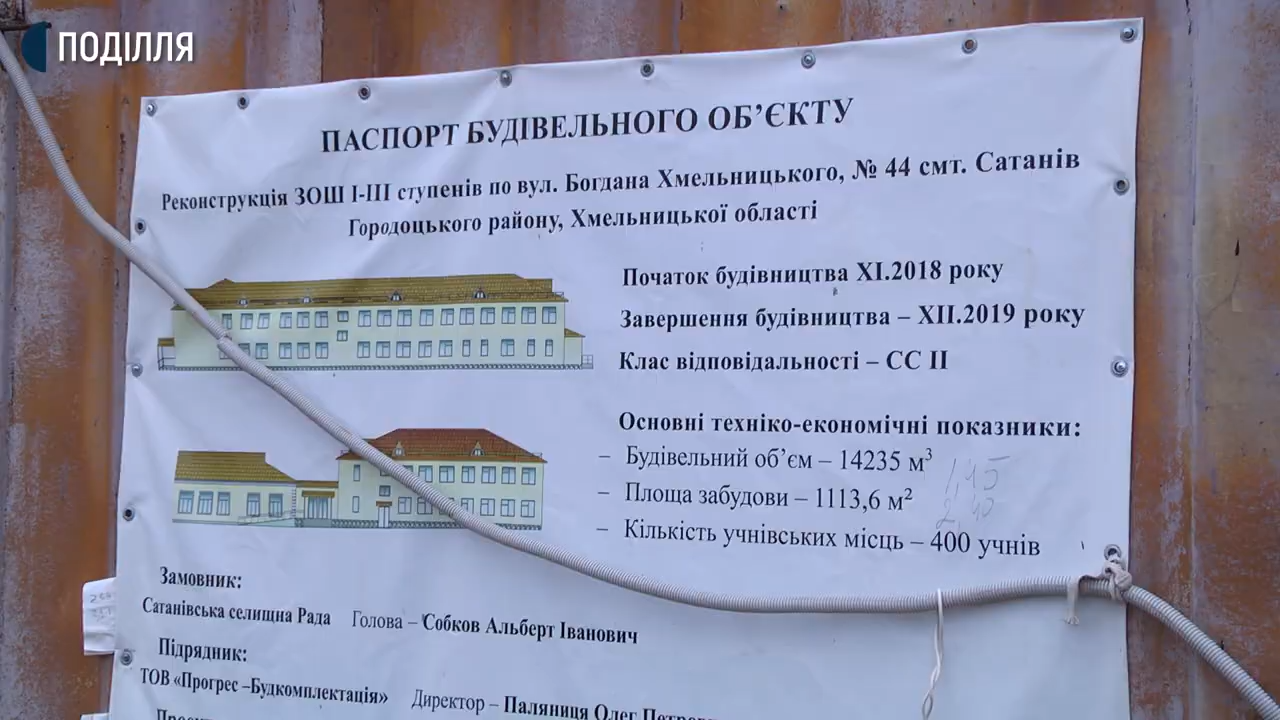 ПОДІЛЛЯ
ПАСПОРТ БУДІВЕЛЬНОГО ОБ’ЄКТУ
Реконструкція ЗОШ І-ІІІ ступенів по вул. Богдана Хмельницького, № 44 смт. Сатанів
Городоцького району, Хмельницької області
Початок будівництва XI.2018 року
Завершення будівництва – XII.2019 року
Клас відповідальності – СС ІІ
Основні техніко-економічні показники:
– Будівельний об’єм – 14235 м³
1,45
– Площа забудови – 1113,6 м²
– Кількість учнівських місць – 400 учнів
Замовник:
Сатанівська селищна Рада Голова – Собков Альберт Іванович
Підрядник:
ТОВ «Прогрес –Будкомплектація» Директор – Паляниця Олег